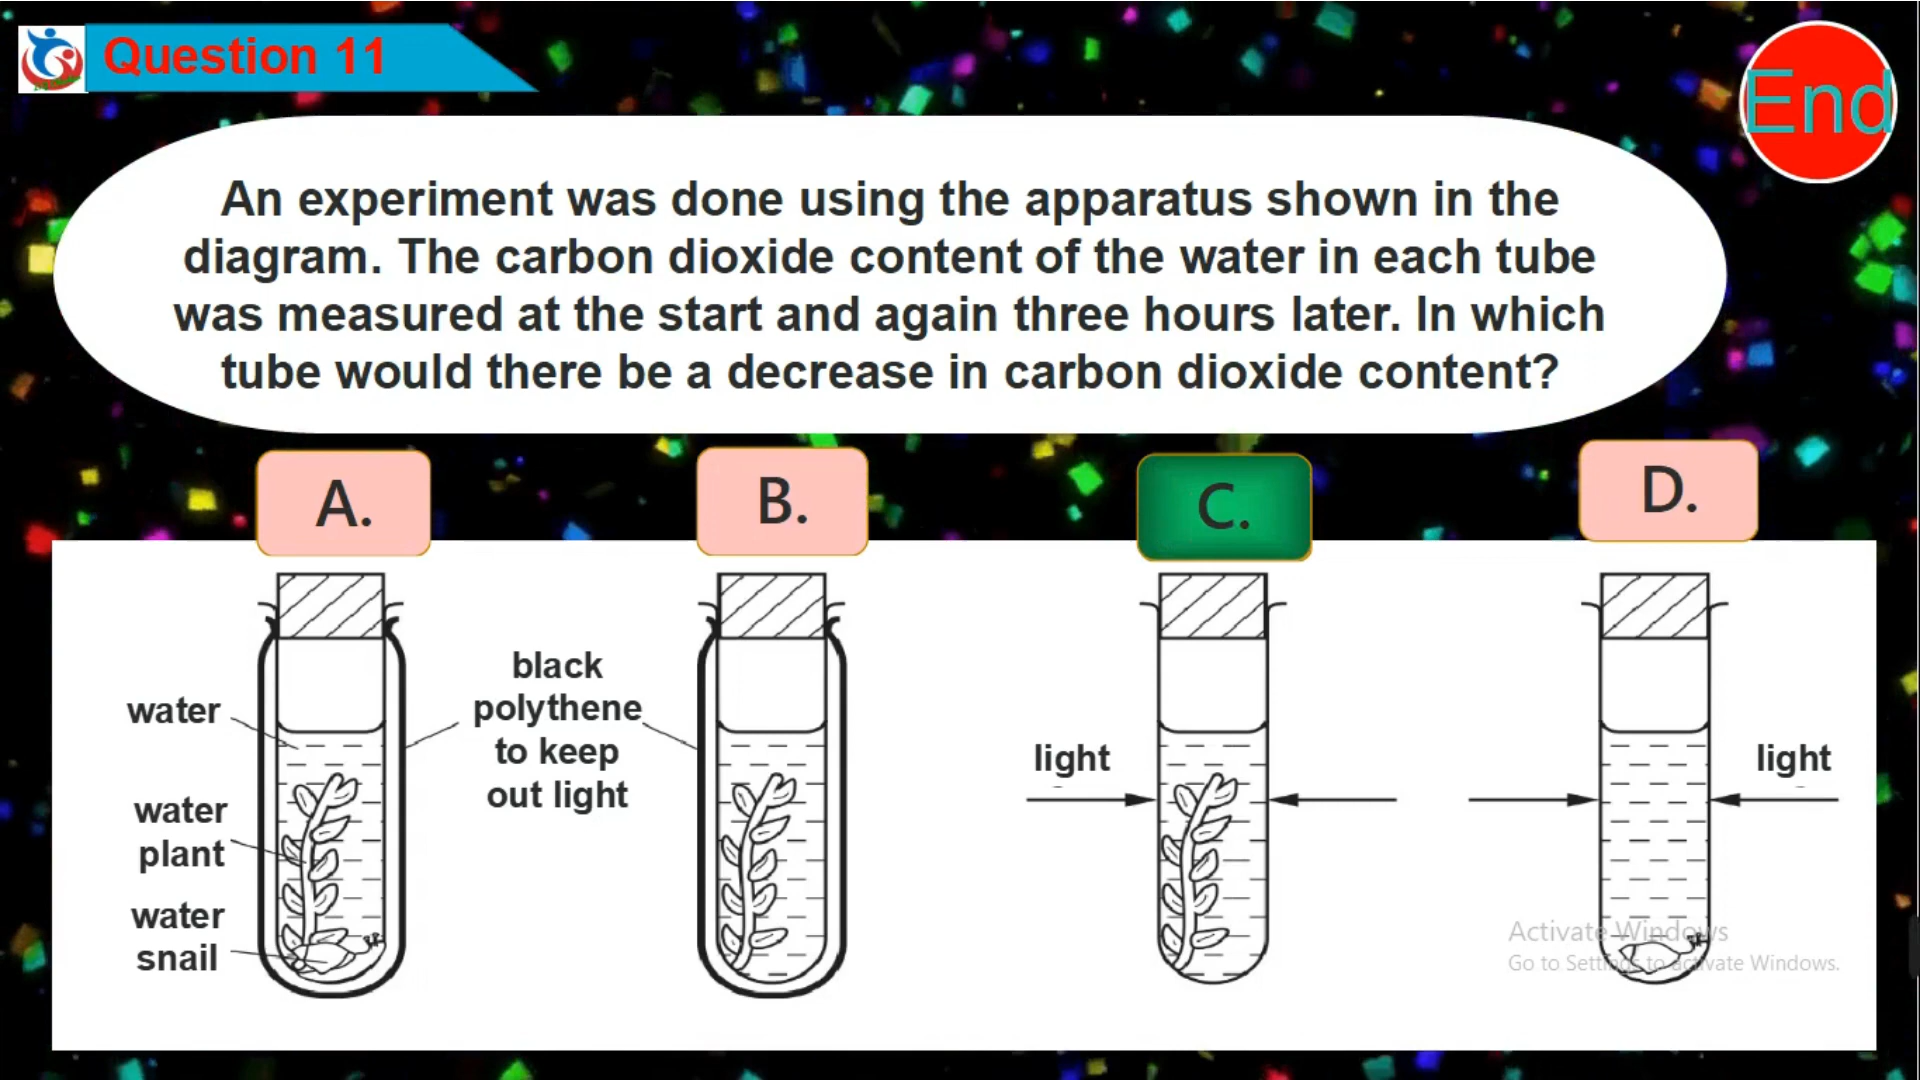 Question 11
End
An experiment was done using the apparatus shown in the
diagram. The carbon dioxide content of the water in each tube
was measured at the start and again three hours later. In which
tube would there be a decrease in carbon dioxide content?
A.
B.
C.
D.
water
water
plant
water
snail
black
polythene
to keep
out light
light
light
Activate Windows
Go to Settings to activate Windows.